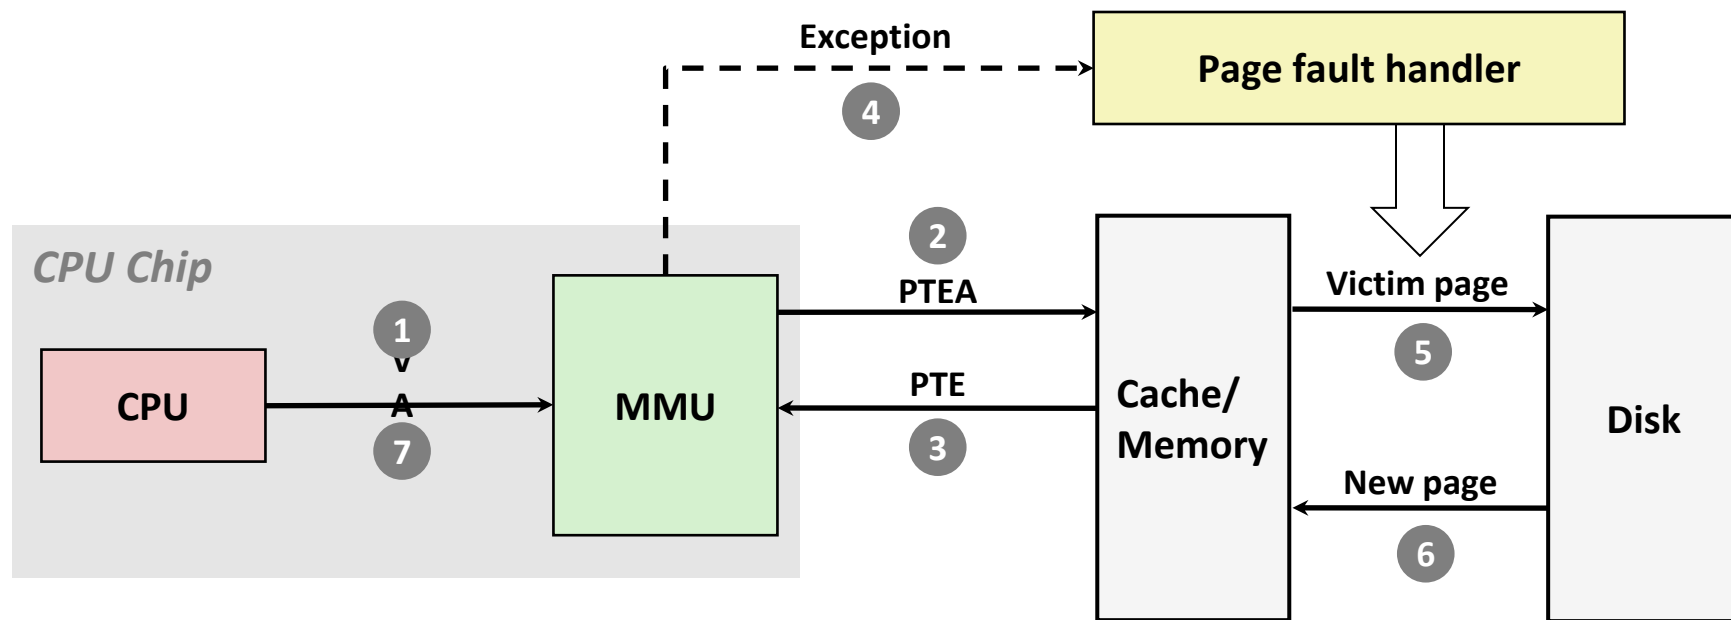 Exception
Page fault handler
4
2
CPU Chip
PTEA
Victim page
1
V
A
5
CPU
MMU
PTE
Cache/
Memory
Disk
7
3
New page
6